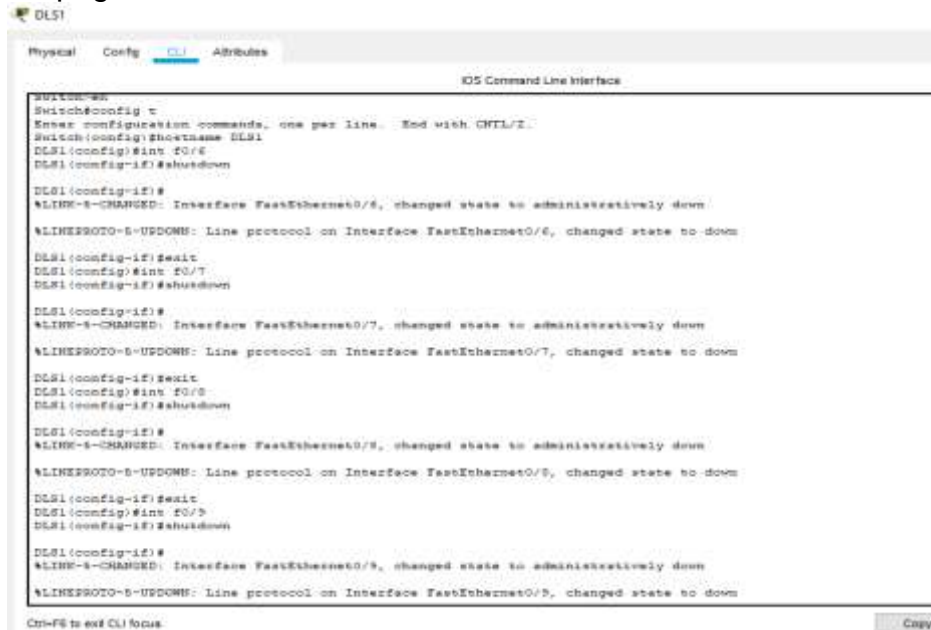 DLS1
Physical Config CLI Attributes
IOS Command Line Interface
Switch#config t
Enter configuration commands, one per line. End with CNTL/Z.
Switch(config)#hostname DLS1
DLS1(config)#int f0/6
DLS1(config-if)#shutdown
DLS1(config-if)#
%LINK-5-CHANGED: Interface FastEthernet0/6, changed state to administratively down
%LINEPROTO-5-UPDOWN: Line protocol on Interface FastEthernet0/6, changed state to down
DLS1(config-if)#exit
DLS1(config)#int f0/7
DLS1(config-if)#shutdown
DLS1(config-if)#
%LINK-5-CHANGED: Interface FastEthernet0/7, changed state to administratively down
%LINEPROTO-5-UPDOWN: Line protocol on Interface FastEthernet0/7, changed state to down
DLS1(config-if)#exit
DLS1(config)#int f0/8
DLS1(config-if)#shutdown
DLS1(config-if)#
%LINK-5-CHANGED: Interface FastEthernet0/8, changed state to administratively down
%LINEPROTO-5-UPDOWN: Line protocol on Interface FastEthernet0/8, changed state to down
DLS1(config-if)#exit
DLS1(config)#int f0/9
DLS1(config-if)#shutdown
DLS1(config-if)#
%LINK-5-CHANGED: Interface FastEthernet0/9, changed state to administratively down
%LINEPROTO-5-UPDOWN: Line protocol on Interface FastEthernet0/9, changed state to down
Ctrl+F6 to exit CLI focus
Copy